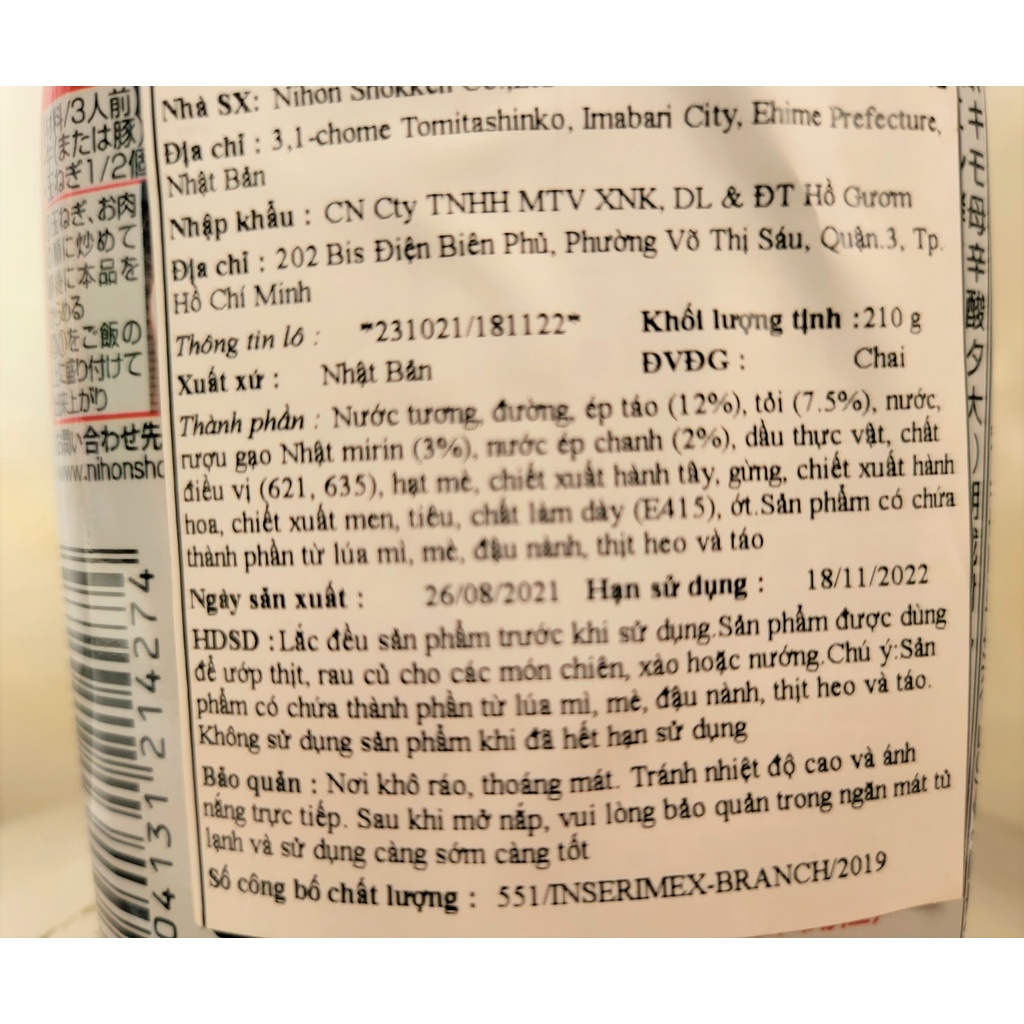 Nhà SX: Nihon Shokken
Địa chỉ : 3,1-chome Tomitashinko, Imabari City, Ehime Prefecture,
Nhật Bản
Nhập khẩu : CN Cty TNHH MTV XNK, DL & ĐT Hồ Gươm
Địa chỉ : 202 Bis Điện Biên Phủ, Phường Võ Thị Sáu, Quận.3, Tp.
Hồ Chí Minh
Thông tin lô : "231021/181122" Khối lượng tịnh :210 g
Xuất xứ : Nhật Bản ĐVĐG : Chai
Thành phần : Nước tương, đường, ép táo (12%), tỏi (7.5%), nước,
rượu gạo Nhật mirin (3%), nước ép chanh (2%), dầu thực vật, chất
điều vị (621, 635), hạt mè, chiết xuất hành tây, gừng, chiết xuất hành
hoa, chiết xuất men, tiêu, chất làm dày (E415), ớt.Sản phẩm có chứa
thành phần từ lúa mì, mè, đậu nành, thịt heo và táo
Ngày sản xuất : 26/08/2021 Hạn sử dụng : 18/11/2022
HDSD : Lắc đều sản phẩm trước khi sử dụng.Sản phẩm được dùng
để ướp thịt, rau củ cho các món chiên, xào hoặc nướng.Chú ý:Sản
phẩm có chứa thành phần từ lúa mì, mè, đậu nành, thịt heo và táo.
Không sử dụng sản phẩm khi đã hết hạn sử dụng
Bảo quản : Nơi khô ráo, thoáng mát. Tránh nhiệt độ cao và ánh
nắng trực tiếp. Sau khi mở nắp, vui lòng bảo quản trong ngăn mát tủ
lạnh và sử dụng càng sớm càng tốt
Số công bố chất lượng : 551/INSERIMEX-BRANCH/2019
/3人前
(または豚)
ねぎ1/2個
ねぎ、お肉
に炒めて
に本品を
める
をご飯の
に盛り付けて
上がり
い合わせ先
www.nihonsho
0413121 4274